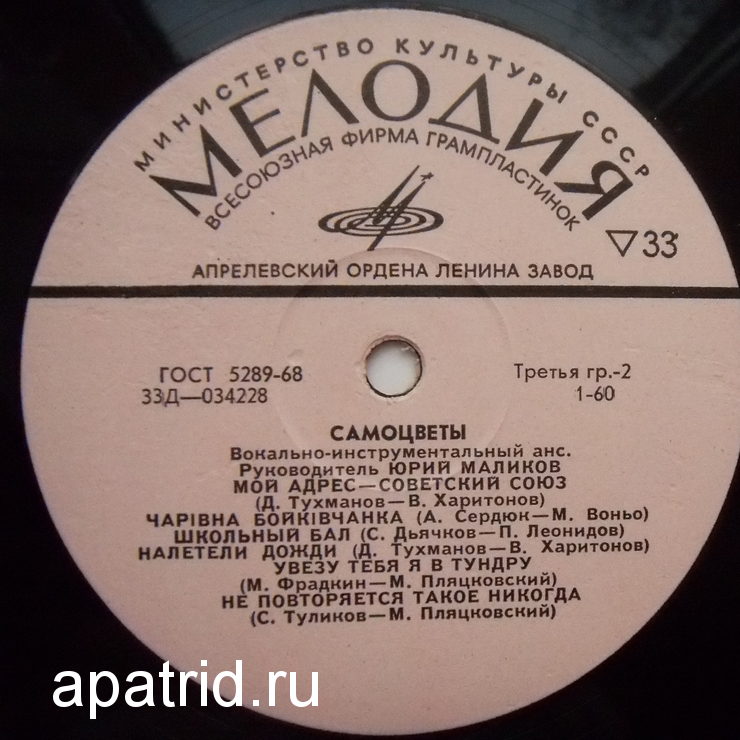 МИНИСТЕРСТВО КУЛЬТУРЫ СССР
МЕЛОДИЯ
ВСЕСОЮЗНАЯ ФИРМА ГРАМПЛАСТИНОК
33
АПРЕЛЕВСКИЙ ОРДЕНА ЛЕНИНА ЗАВОД
ГОСТ 5289-68
Третья гр.-2
33Д—034228
1-60
САМОЦВЕТЫ
Вокально-инструментальный анс.
Руководитель ЮРИЙ МАЛИКОВ
МОЙ АДРЕС—СОВЕТСКИЙ СОЮЗ
(Д. Тухманов—В. Харитонов)
ЧАРІВНА БОЙКІВЧАНКА (А. Сердюк—М. Воньо)
ШКОЛЬНЫЙ БАЛ (С. Дьячков—П. Леонидов)
НАЛЕТЕЛИ ДОЖДИ (Д. Тухманов—В. Харитонов)
УВЕЗУ ТЕБЯ Я В ТУНДРУ
(М. Фрадкин—М. Пляцковский)
НЕ ПОВТОРЯЕТСЯ ТАКОЕ НИКОГДА
(С. Туликов—М. Пляцковский)
apatrid.ru